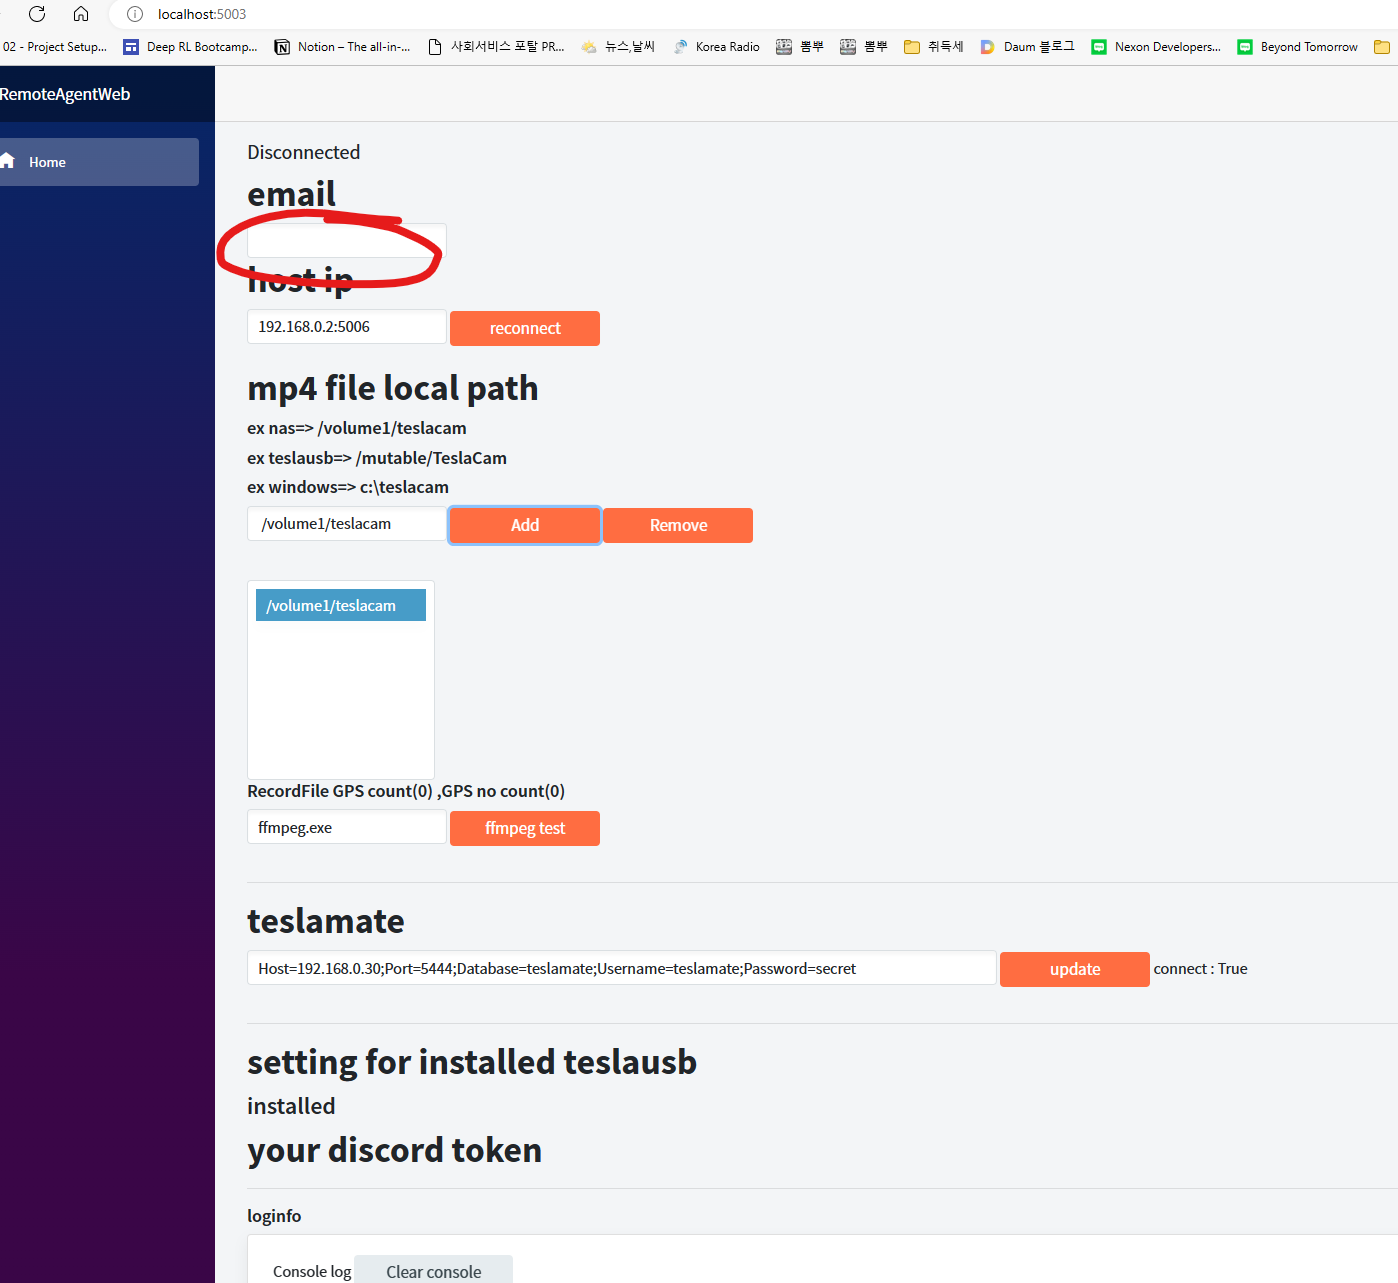 localhost:5003
02 - Project Setup... Deep RL Bootcamp... Notion – The all-in-... 사회서비스 포탈 PR... 뉴스,날씨 Korea Radio 뽐뿌 뽐뿌 취득세 Daum 블로그 Nexon Developers... Beyond Tomorrow
RemoteAgentWeb
Home
Disconnected
email
host ip
192.168.0.2:5006 reconnect
mp4 file local path
ex nas=> /volume1/teslacam
ex teslausb=> /mutable/TeslaCam
ex windows=> c:\teslacam
/volume1/teslacam Add Remove
/volume1/teslacam
RecordFile GPS count(0) ,GPS no count(0)
ffmpeg.exe ffmpeg test
teslamate
Host=192.168.0.30;Port=5444;Database=teslamate;Username=teslamate;Password=secret update connect : True
setting for installed teslausb
installed
your discord token
loginfo
Console log Clear console